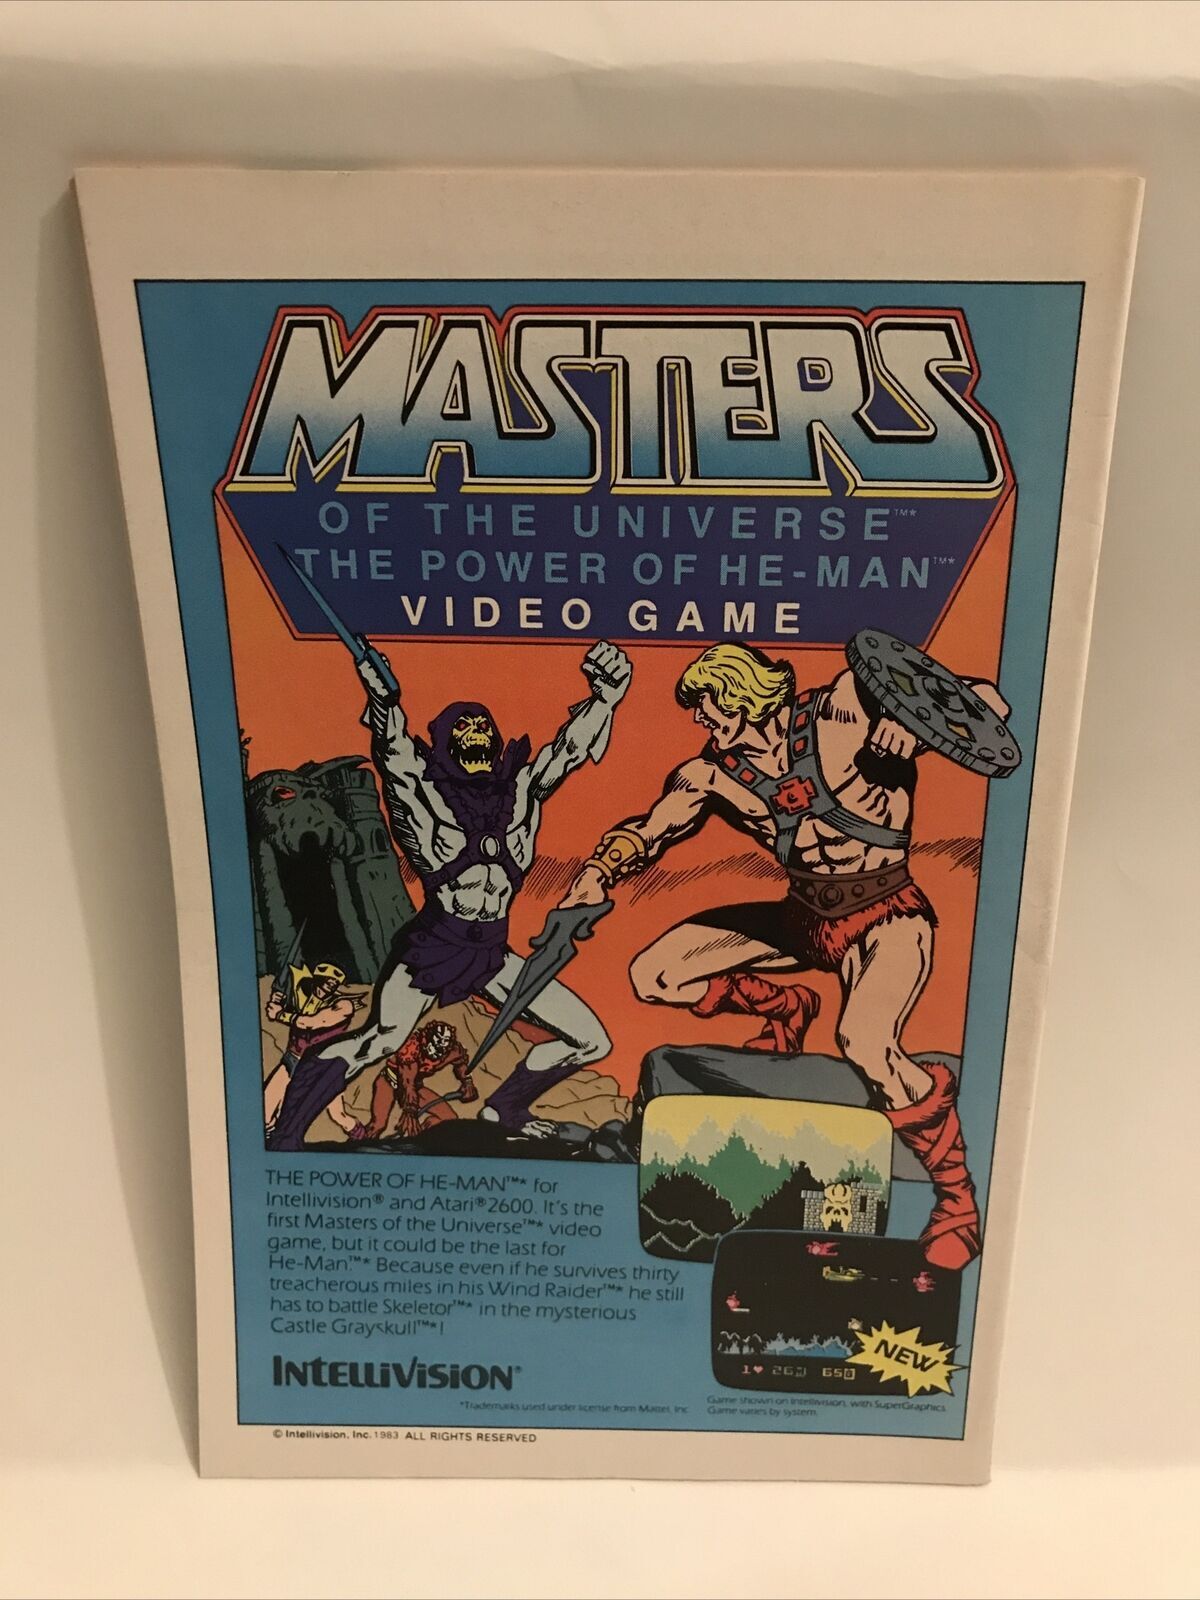 MASTERS
OF THE UNIVERSE™*
THE POWER OF HE-MAN™*
VIDEO GAME
THE POWER OF HE-MAN™* for
Intellivision® and Atari®2600. It's the
first Masters of the Universe™* video
game, but it could be the last for
He-Man.™* Because even if he survives thirty
treacherous miles in his Wind Raider™* he still
has to battle Skeletor™* in the mysterious
Castle Grayskull™*!
INTELLIVISION®
*Trademarks used under license from Mattel, Inc.
NEW
Game shown on Intellivision, with SuperGraphics.
Game varies by system.
© Intellivision, Inc. 1983 ALL RIGHTS RESERVED